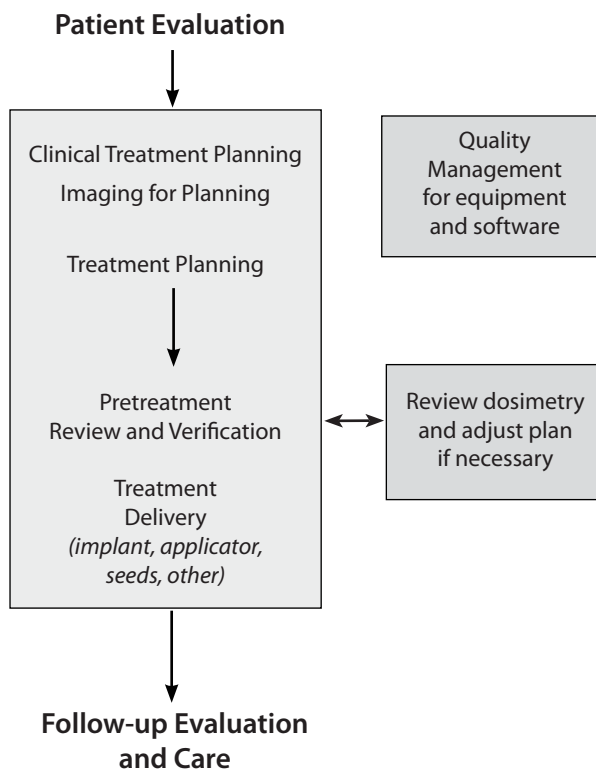 Patient Evaluation
Clinical Treatment Planning
Imaging for Planning
Treatment Planning
Pretreatment
Review and Verification
Treatment
Delivery
(implant, applicator,
seeds, other)
Quality
Management
for equipment
and software
Review dosimetry
and adjust plan
if necessary
Follow-up Evaluation
and Care